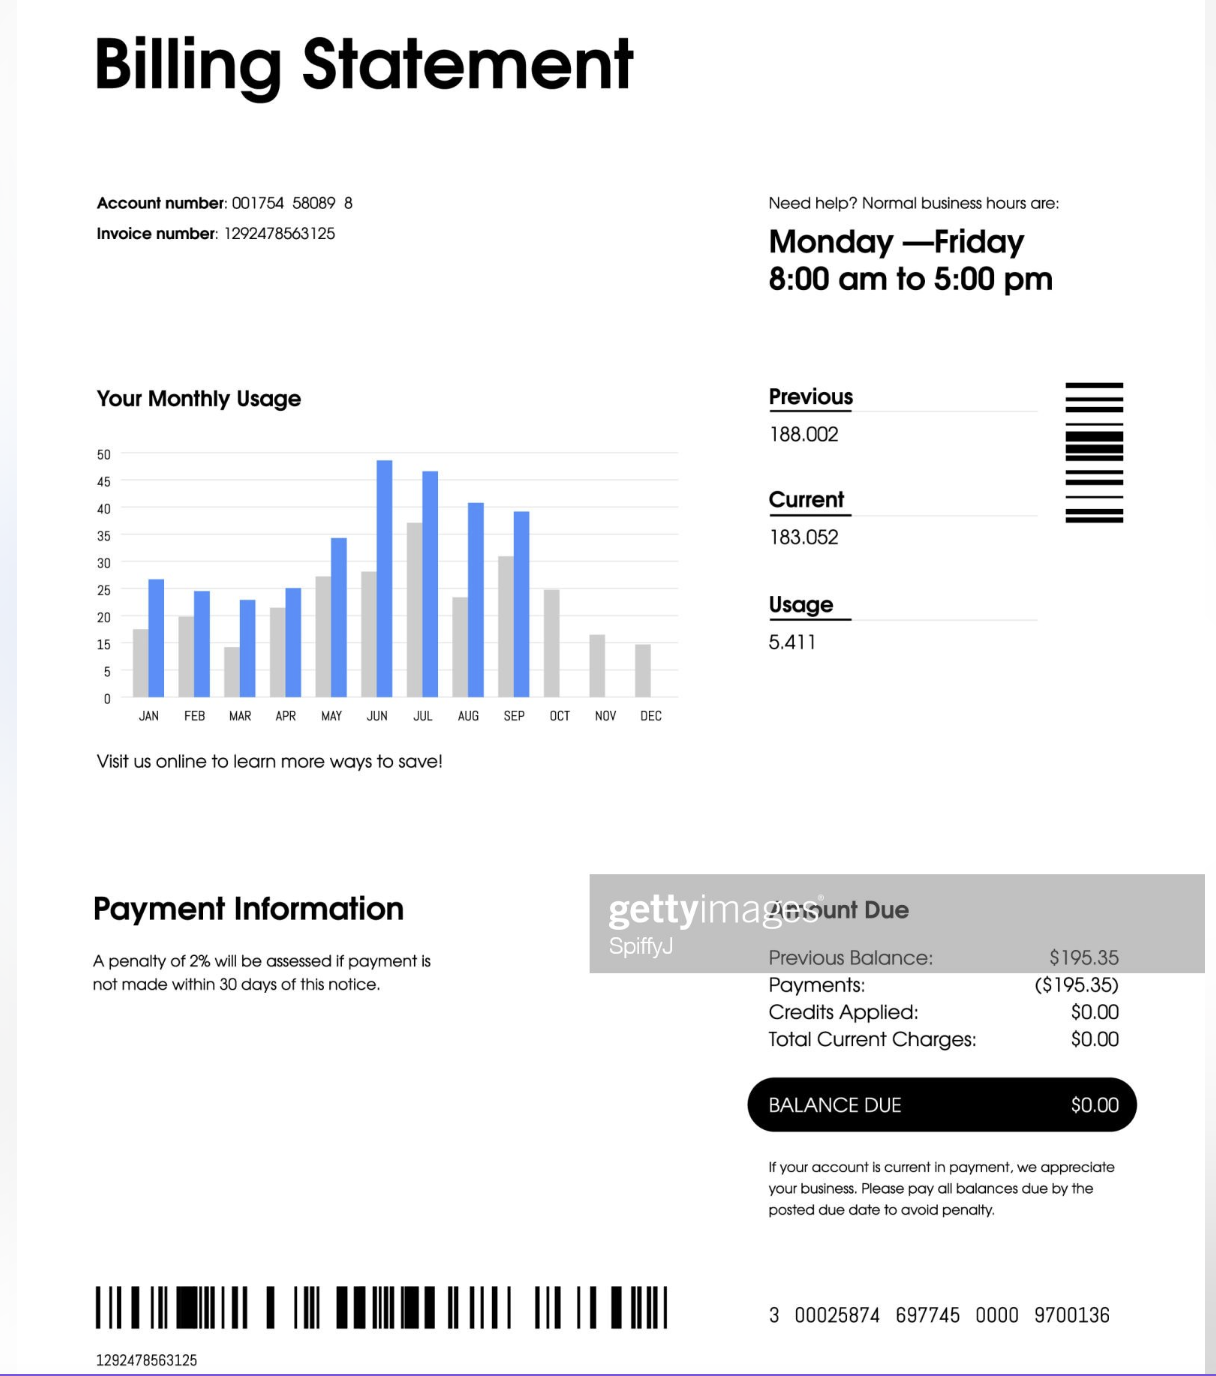 Billing Statement
Account number: 001754 58089 8
Invoice number: 1292478563125
Need help? Normal business hours are:
Monday —Friday
8:00 am to 5:00 pm
Your Monthly Usage
50
45
40
35
30
25
20
15
5
0
JAN FEB MAR APR MAY JUN JUL AUG SEP OCT NOV DEC
Visit us online to learn more ways to save!
Previous
188.002
Current
183.052
Usage
5.411
Payment Information
A penalty of 2% will be assessed if payment is
not made within 30 days of this notice.
gettyimages®
SpiffyJ
Amount Due
Previous Balance: $195.35
Payments: ($195.35)
Credits Applied: $0.00
Total Current Charges: $0.00
BALANCE DUE $0.00
If your account is current in payment, we appreciate
your business. Please pay all balances due by the
posted due date to avoid penalty.
1292478563125
3 00025874 697745 0000 9700136